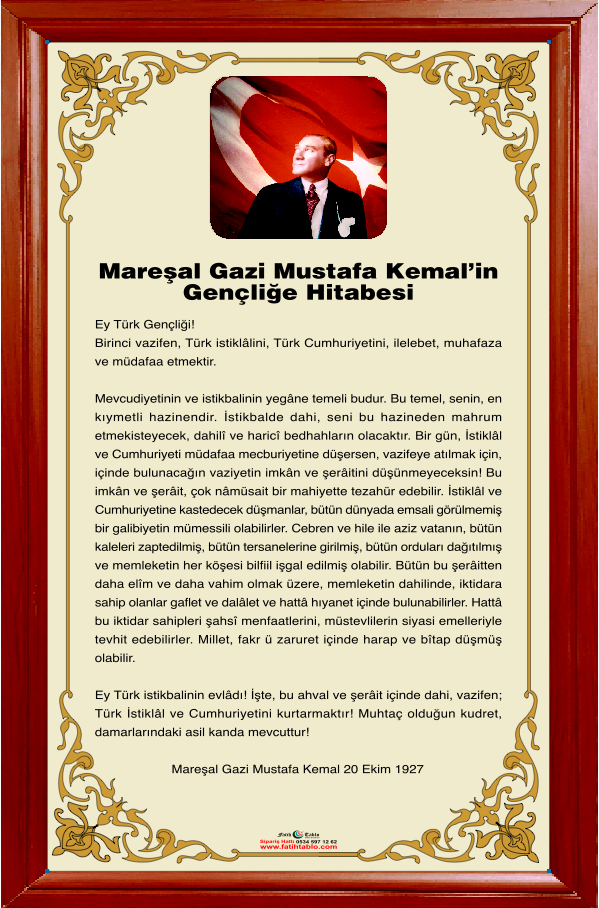 Mareşal Gazi Mustafa Kemal’in
Gençliğe Hitabesi
Ey Türk Gençliği!
Birinci vazifen, Türk istiklâlini, Türk Cumhuriyetini, ilelebet, muhafaza
ve müdafaa etmektir.
Mevcudiyetinin ve istikbalinin yegâne temeli budur. Bu temel, senin, en
kıymetli hazinendir. İstikbalde dahi, seni bu hazineden mahrum
etmekisteyecek, dahilî ve haricî bedhahların olacaktır. Bir gün, İstiklâl
ve Cumhuriyeti müdafaa mecburiyetine düşersen, vazifeye atılmak için,
içinde bulunacağın vaziyetin imkân ve şerâitini düşünmeyeceksin! Bu
imkân ve şerâit, çok nâmüsait bir mahiyette tezahür edebilir. İstiklâl ve
Cumhuriyetine kastedecek düşmanlar, bütün dünyada emsali görülmemiş
bir galibiyetin mümessili olabilirler. Cebren ve hile ile aziz vatanın, bütün
kaleleri zaptedilmiş, bütün tersanelerine girilmiş, bütün orduları dağıtılmış
ve memleketin her köşesi bilfiil işgal edilmiş olabilir. Bütün bu şerâitten
daha elîm ve daha vahim olmak üzere, memleketin dahilinde, iktidara
sahip olanlar gaflet ve dalâlet ve hattâ hıyanet içinde bulunabilirler. Hattâ
bu iktidar sahipleri şahsî menfaatlerini, müstevlilerin siyasi emelleriyle
tevhit edebilirler. Millet, fakr ü zaruret içinde harap ve bîtap düşmüş
olabilir.
Ey Türk istikbalinin evlâdı! İşte, bu ahval ve şerâit içinde dahi, vazifen;
Türk İstiklâl ve Cumhuriyetini kurtarmaktır! Muhtaç olduğun kudret,
damarlarındaki asil kanda mevcuttur!
Mareşal Gazi Mustafa Kemal 20 Ekim 1927
Fatih Tablo
Sipariş Hattı 0534 597 12 62
www.fatihtablo.com